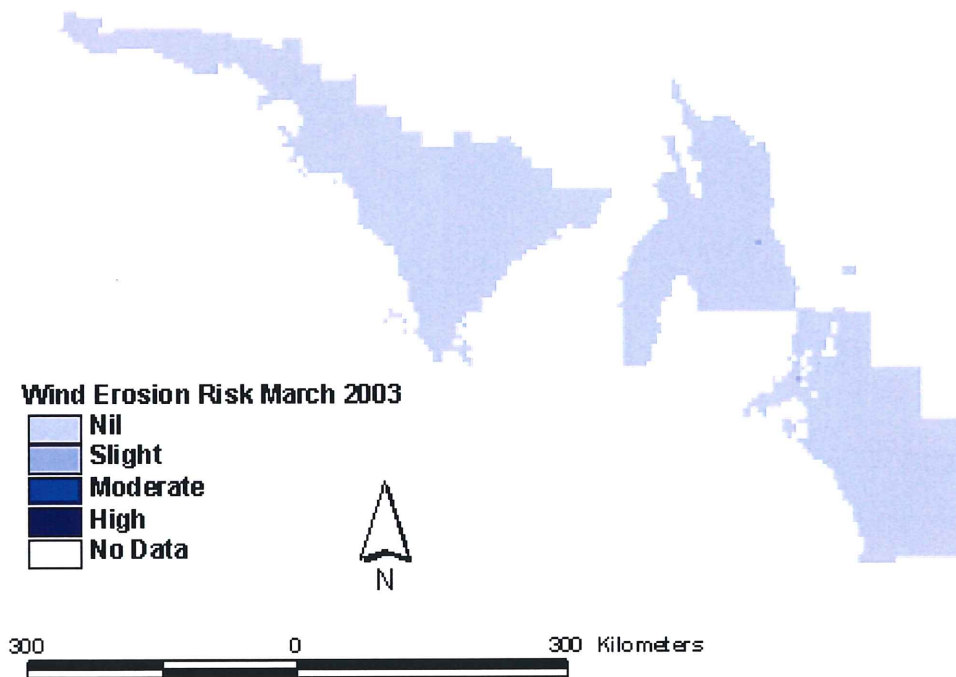 Wind Erosion Risk March 2003
Nil
Slight
Moderate
High
No Data
N
300 0 300 Kilometers